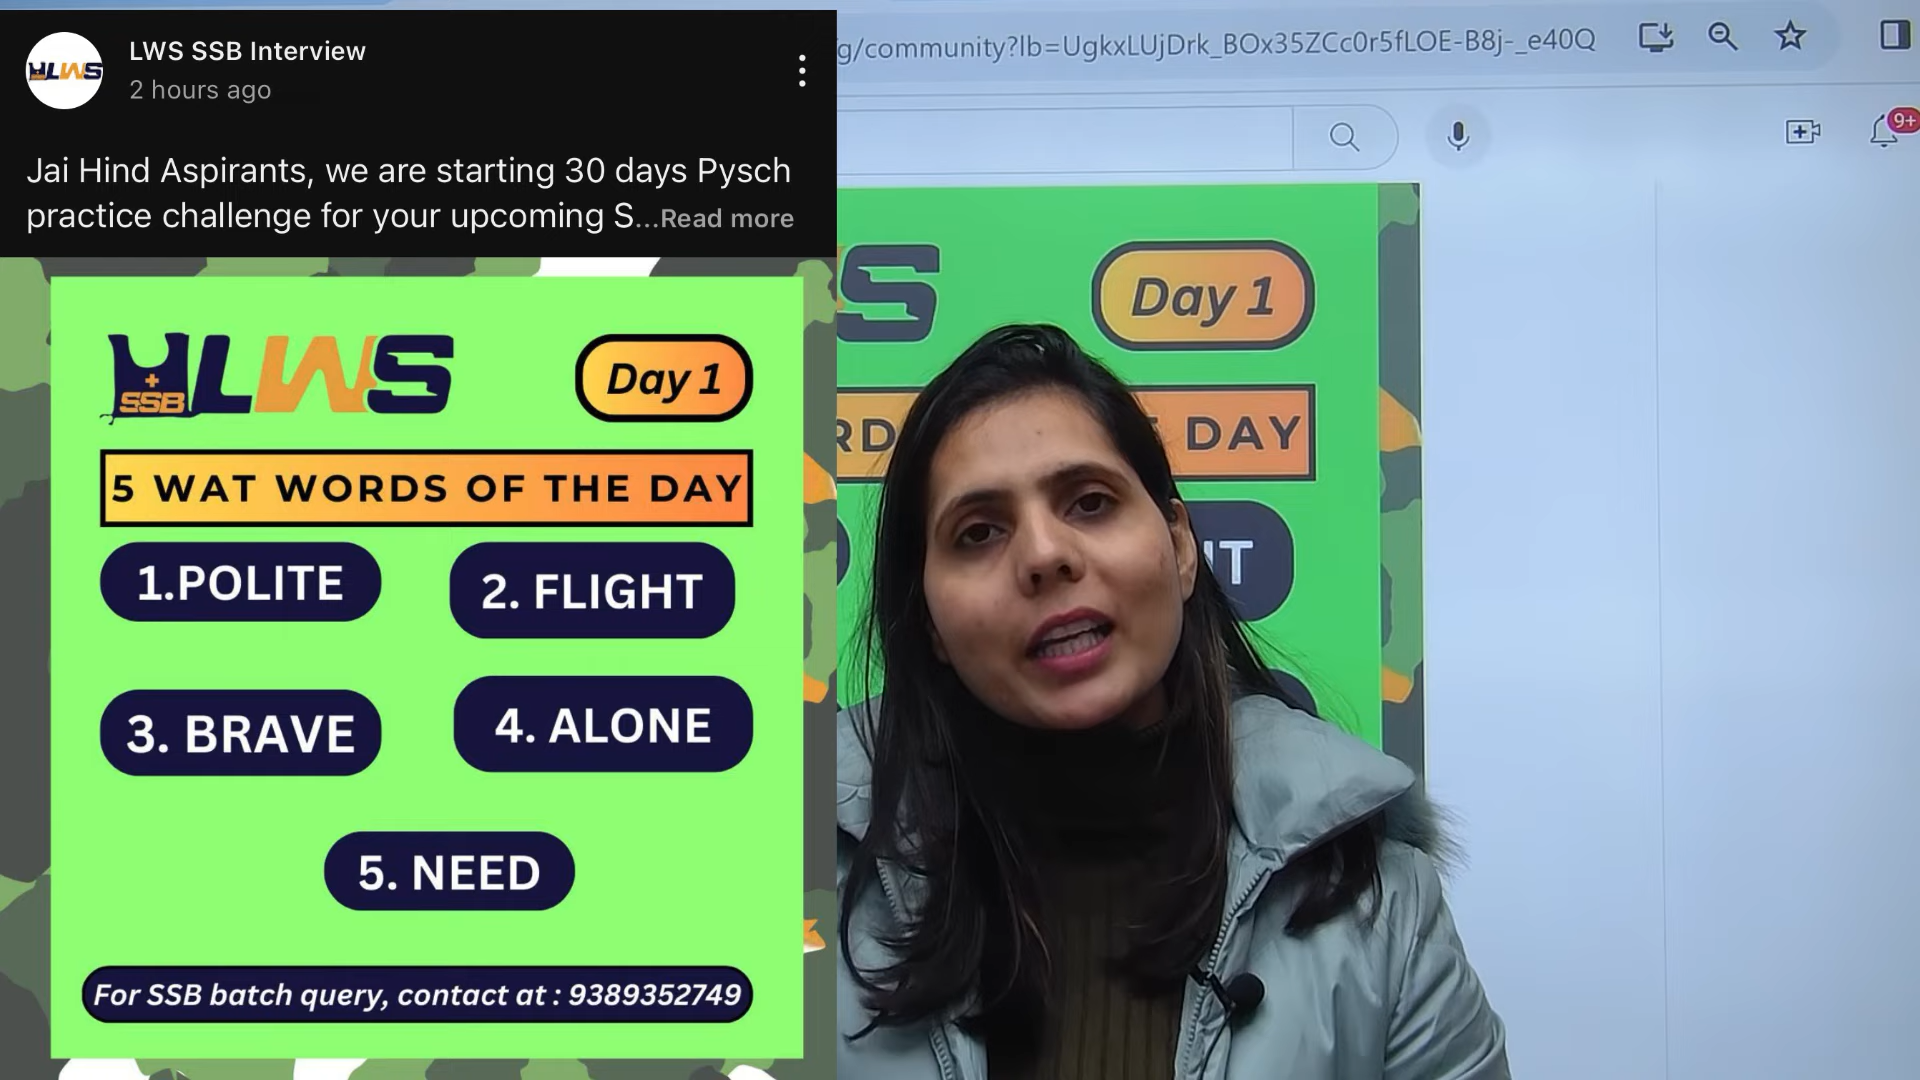 LWS
LWS SSB Interview
2 hours ago
Jai Hind Aspirants, we are starting 30 days Pysch
practice challenge for your upcoming S...Read more
SSB LWS
Day 1
5 WAT WORDS OF THE DAY
1.POLITE
2. FLIGHT
3. BRAVE
4. ALONE
5. NEED
For SSB batch query, contact at : 9389352749
g/community?lb=UgkxLUjDrk_BOx35ZCc0r5fLOE-B8j-_e40Q
9+
S
Day 1
RD
DAY
HT